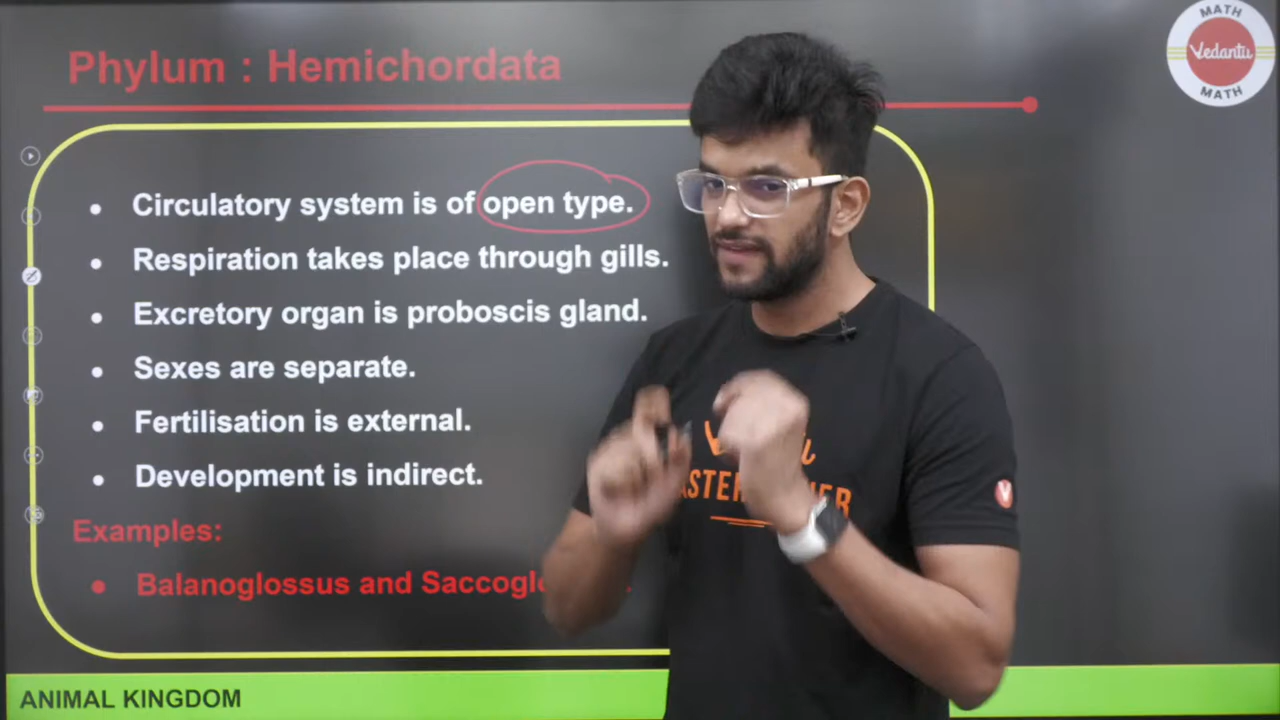 Phylum : Hemichordata
MATH
Vedantu
MATH
Circulatory system is of open type.
Respiration takes place through gills.
Excretory organ is proboscis gland.
Sexes are separate.
Fertilisation is external.
Development is indirect.
Examples:
Balanoglossus and
ANIMAL KINGDOM